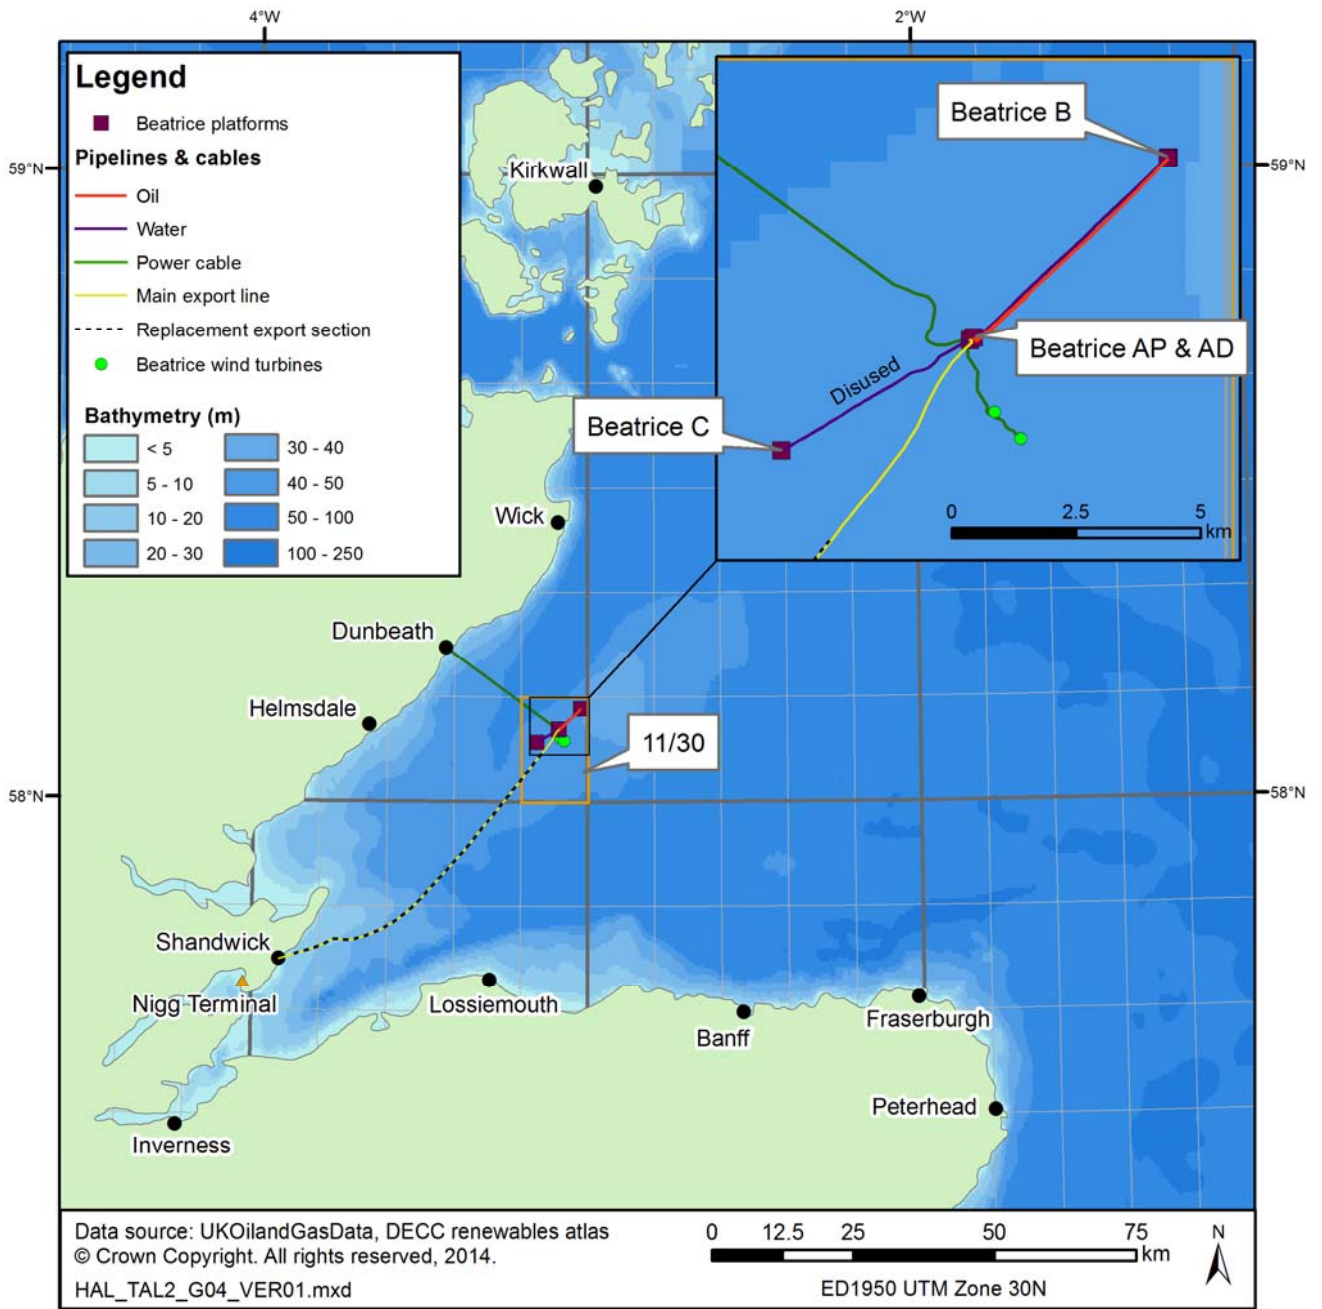 4°W
2°W
Legend
Beatrice platforms
Pipelines & cables
Oil
Water
Power cable
Main export line
Replacement export section
Beatrice wind turbines
Bathymetry (m)
< 5
30 - 40
5 - 10
40 - 50
10 - 20
50 - 100
20 - 30
100 - 250
Beatrice B
59°N
59°N
Kirkwall
Beatrice AP & AD
Disused
Beatrice C
0
2.5
5
km
Wick
Dunbeath
Helmsdale
11/30
58°N
58°N
Shandwick
Nigg Terminal
Lossiemouth
Banff
Fraserburgh
Peterhead
Inverness
Data source: UKOilandGasData, DECC renewables atlas
© Crown Copyright. All rights reserved, 2014.
HAL_TAL2_G04_VER01.mxd
0
12.5
25
50
75
km
N
ED1950 UTM Zone 30N